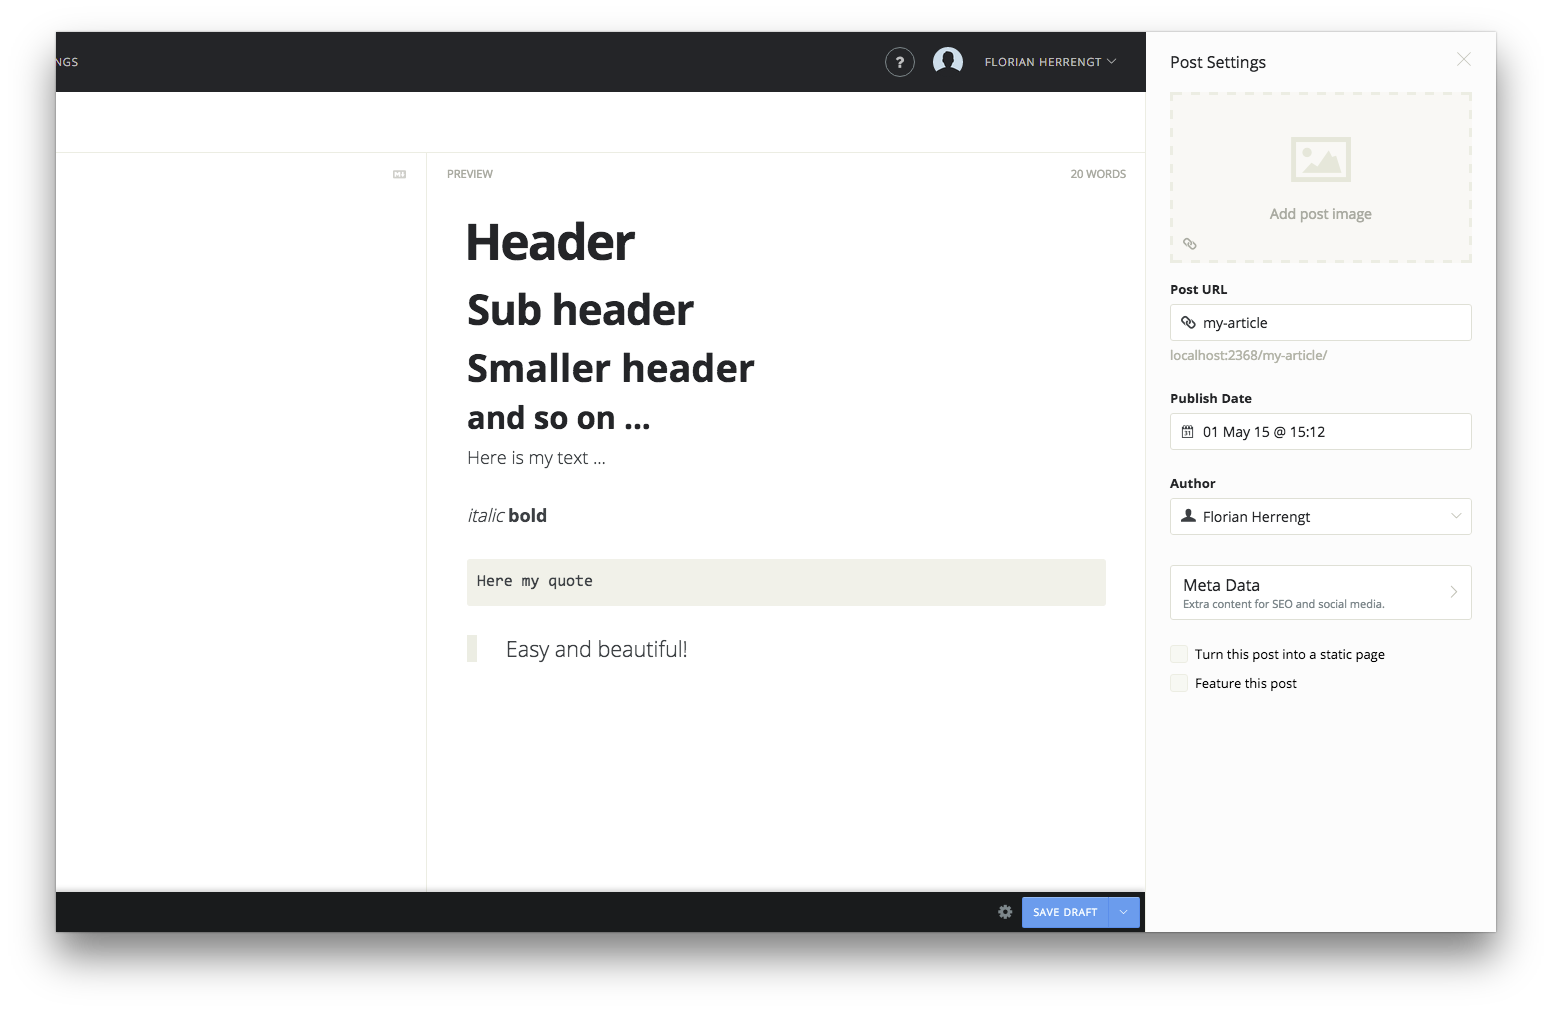 NGS
? FLORIAN HERRENGT
PREVIEW
20 WORDS
Header
Sub header
Smaller header
and so on ...
Here is my text ...
italic bold
Here my quote
Easy and beautiful!
SAVE DRAFT
Post Settings
Add post image
Post URL
my-article
localhost:2368/my-article/
Publish Date
01 May 15 @ 15:12
Author
Florian Herrengt
Meta Data
Extra content for SEO and social media.
Turn this post into a static page
Feature this post